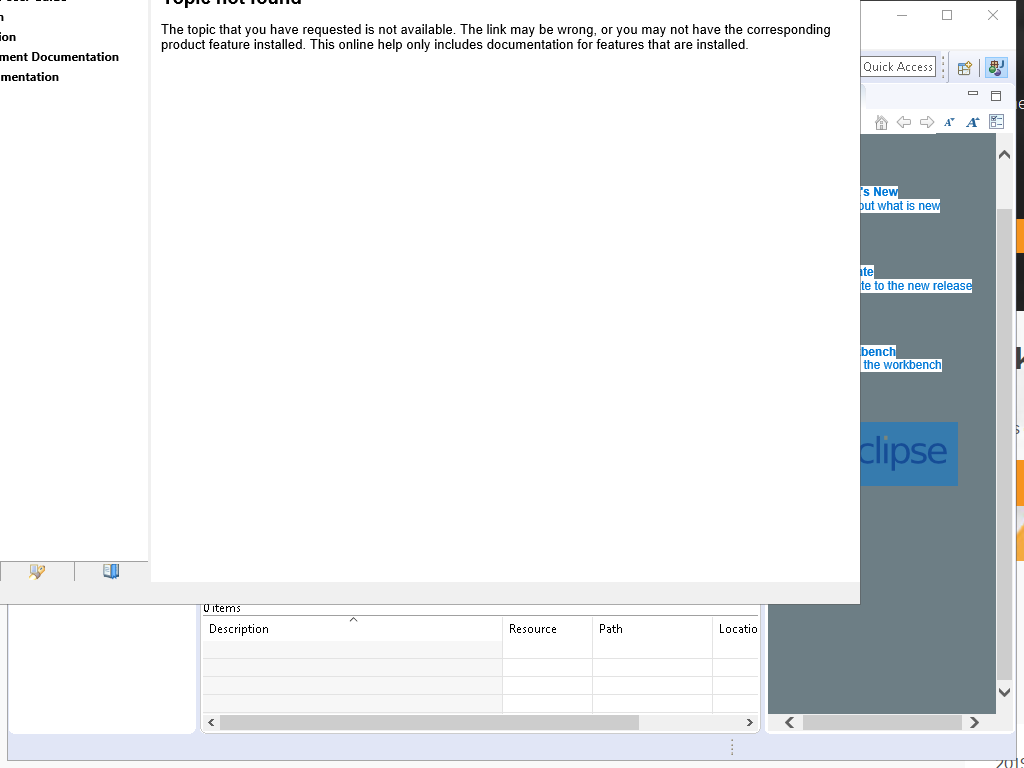 Topic not found
The topic that you have requested is not available. The link may be wrong, or you may not have the corresponding
product feature installed. This online help only includes documentation for features that are installed.
ion
ment Documentation
mentation
Quick Access
's New
out what is new
ate
te to the new release
bench
the workbench
clipse
0 items
Description
Resource
Path
Locatio
2019